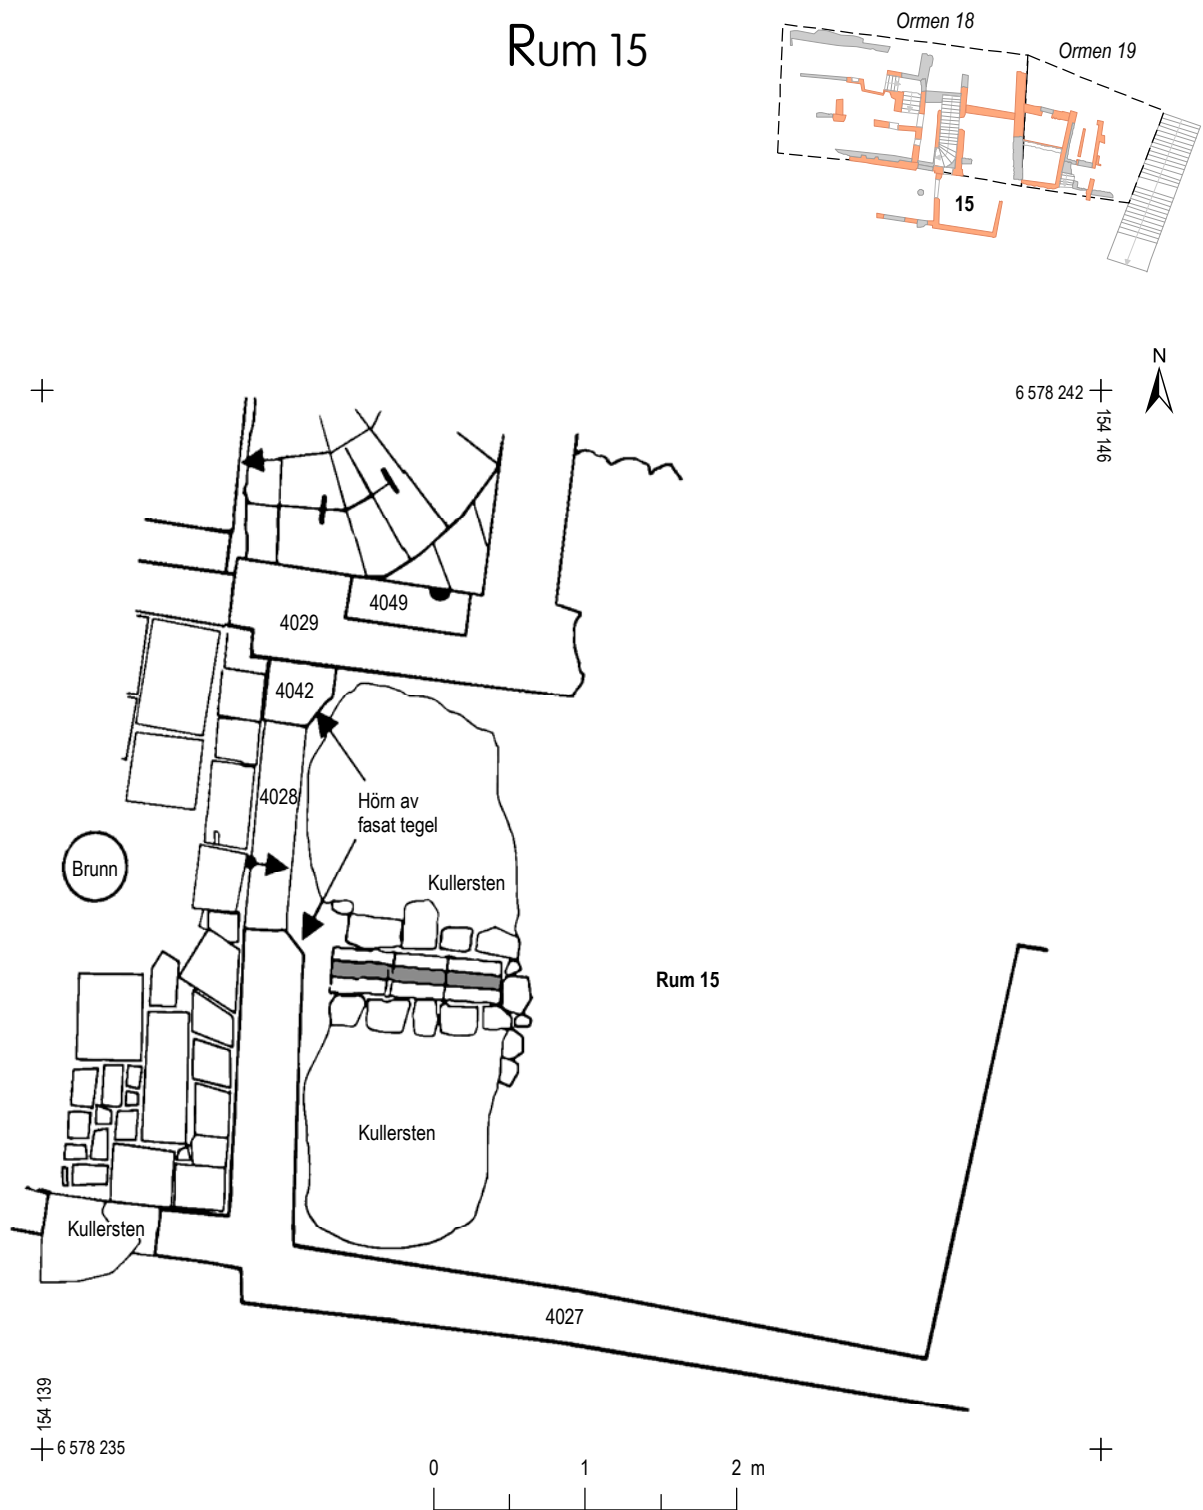 Rum 15
Ormen 18
Ormen 19
15
N
6 578 242
154 146
4049
4029
4042
4028
Hörn av
fasat tegel
Brunn
Kullersten
Rum 15
Kullersten
Kullersten
4027
154 139
6 578 235
0 1 2 m